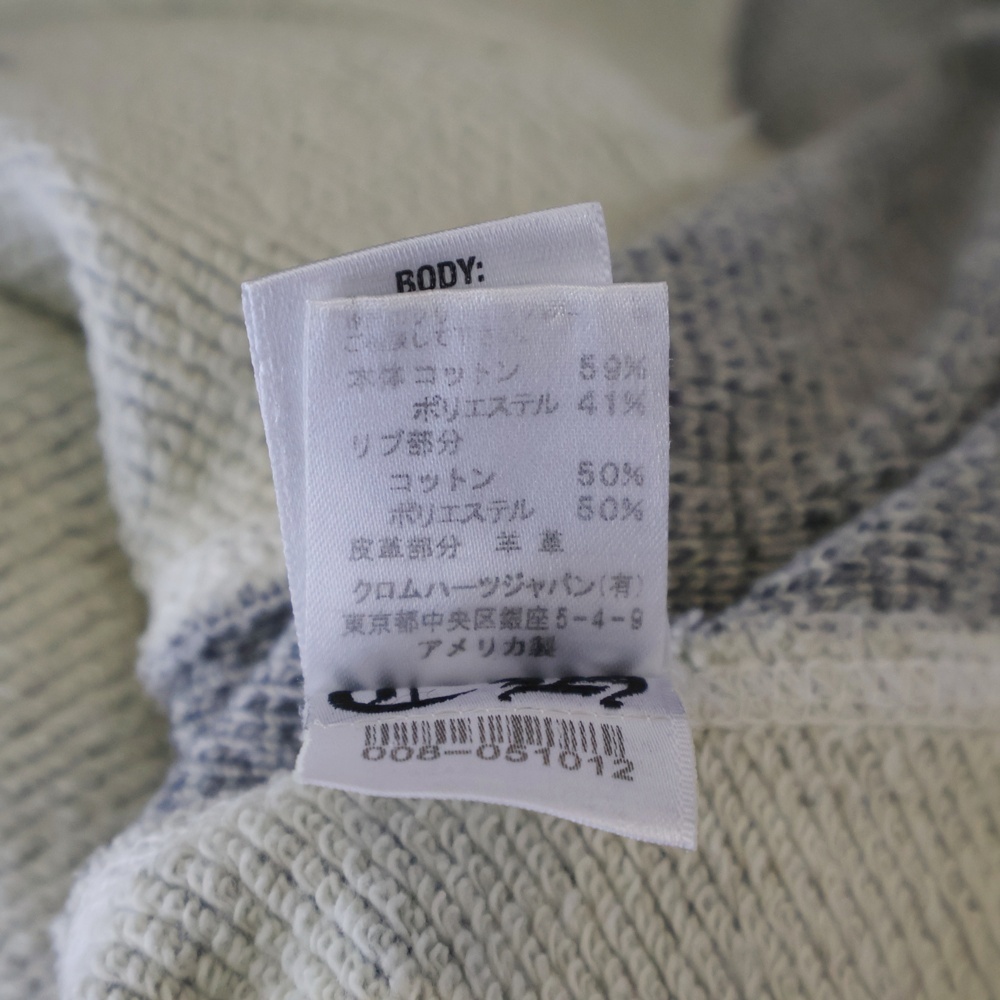 BODY:
本体 コットン 59%
ポリエステル 41%
リブ部分
コットン 50%
ポリエステル 50%
皮革部分 羊革
クロムハーツジャパン(有)
東京都中央区銀座5-4-9
アメリカ製
008-051012